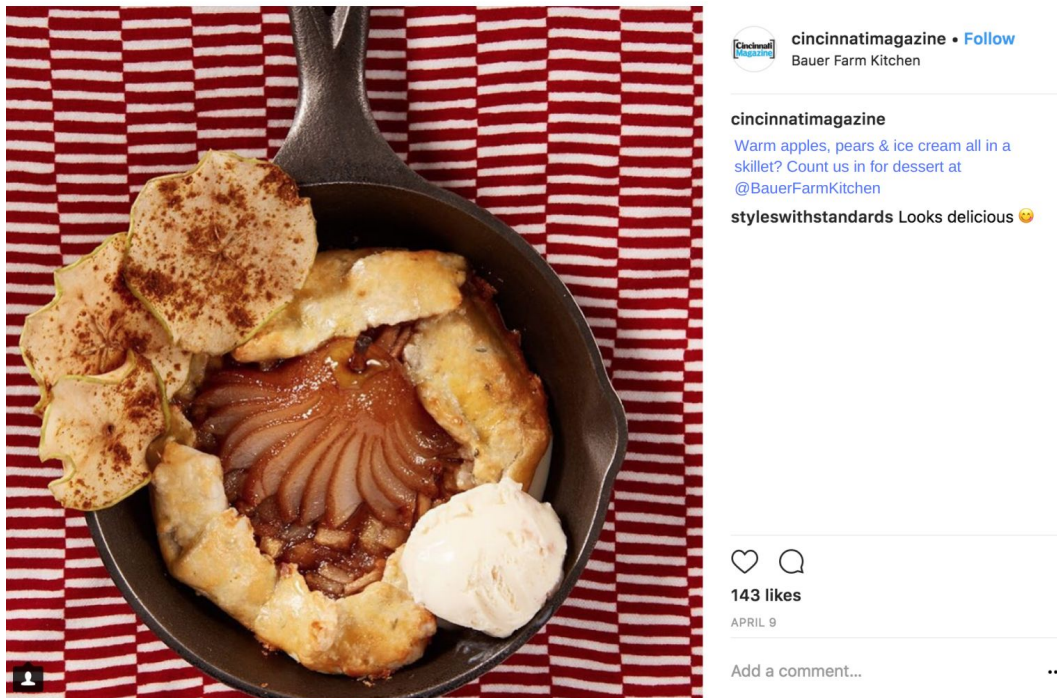 Cincinnati
Magazine
cincinnatimagazine • Follow
Bauer Farm Kitchen
cincinnatimagazine
Warm apples, pears & ice cream all in a
skillet? Count us in for dessert at
@BauerFarmKitchen
styleswithstandards Looks delicious 😋
143 likes
APRIL 9
Add a comment...